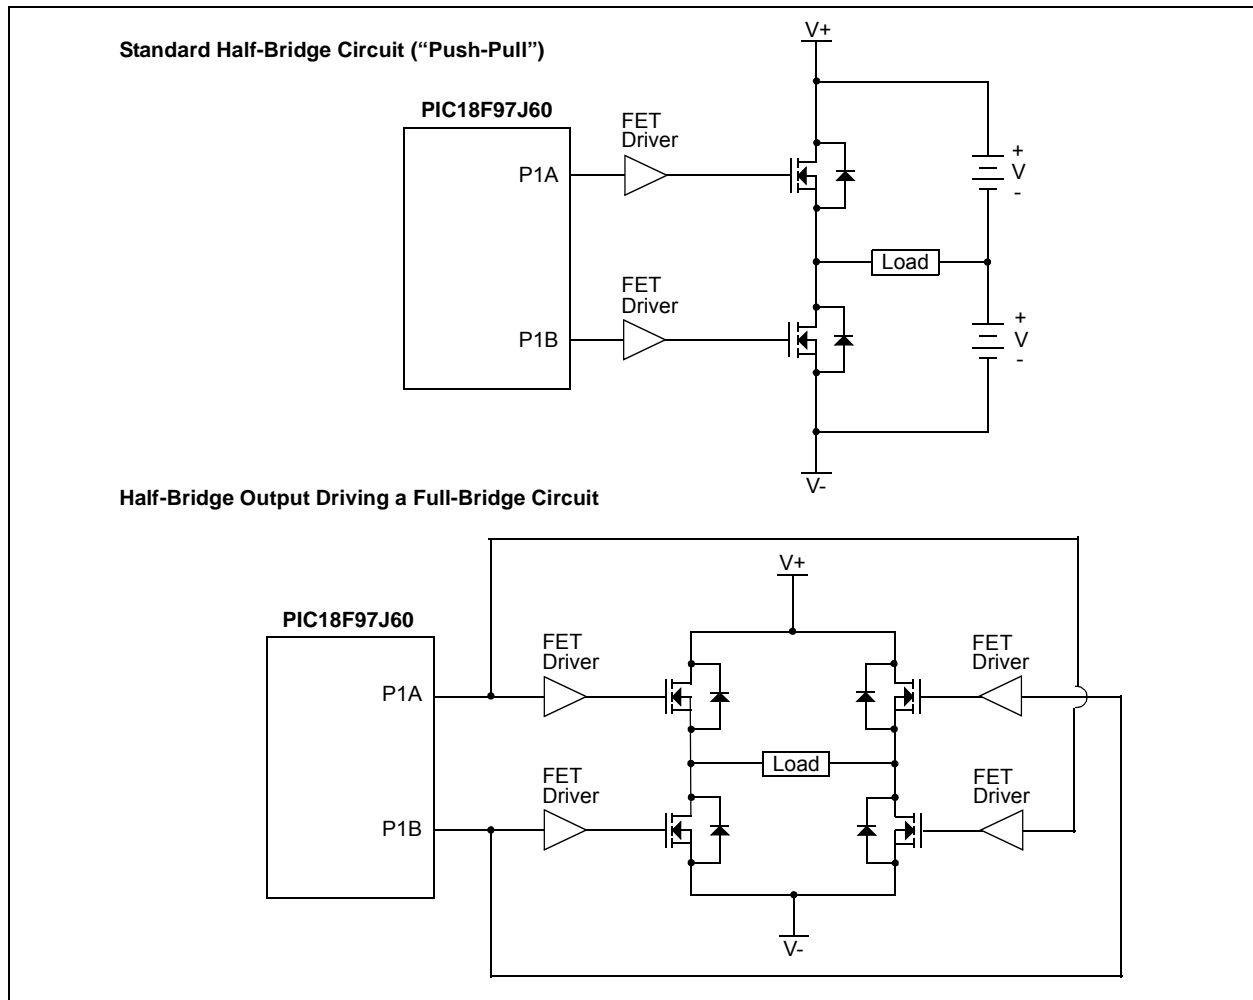 Standard Half-Bridge Circuit (“Push-Pull”)
V+
PIC18F97J60
FET
Driver
P1A
+
V
-
Load
FET
Driver
P1B
+
V
-
V-
Half-Bridge Output Driving a Full-Bridge Circuit
V+
PIC18F97J60
FET
Driver
FET
Driver
P1A
Load
FET
Driver
FET
Driver
P1B
V-